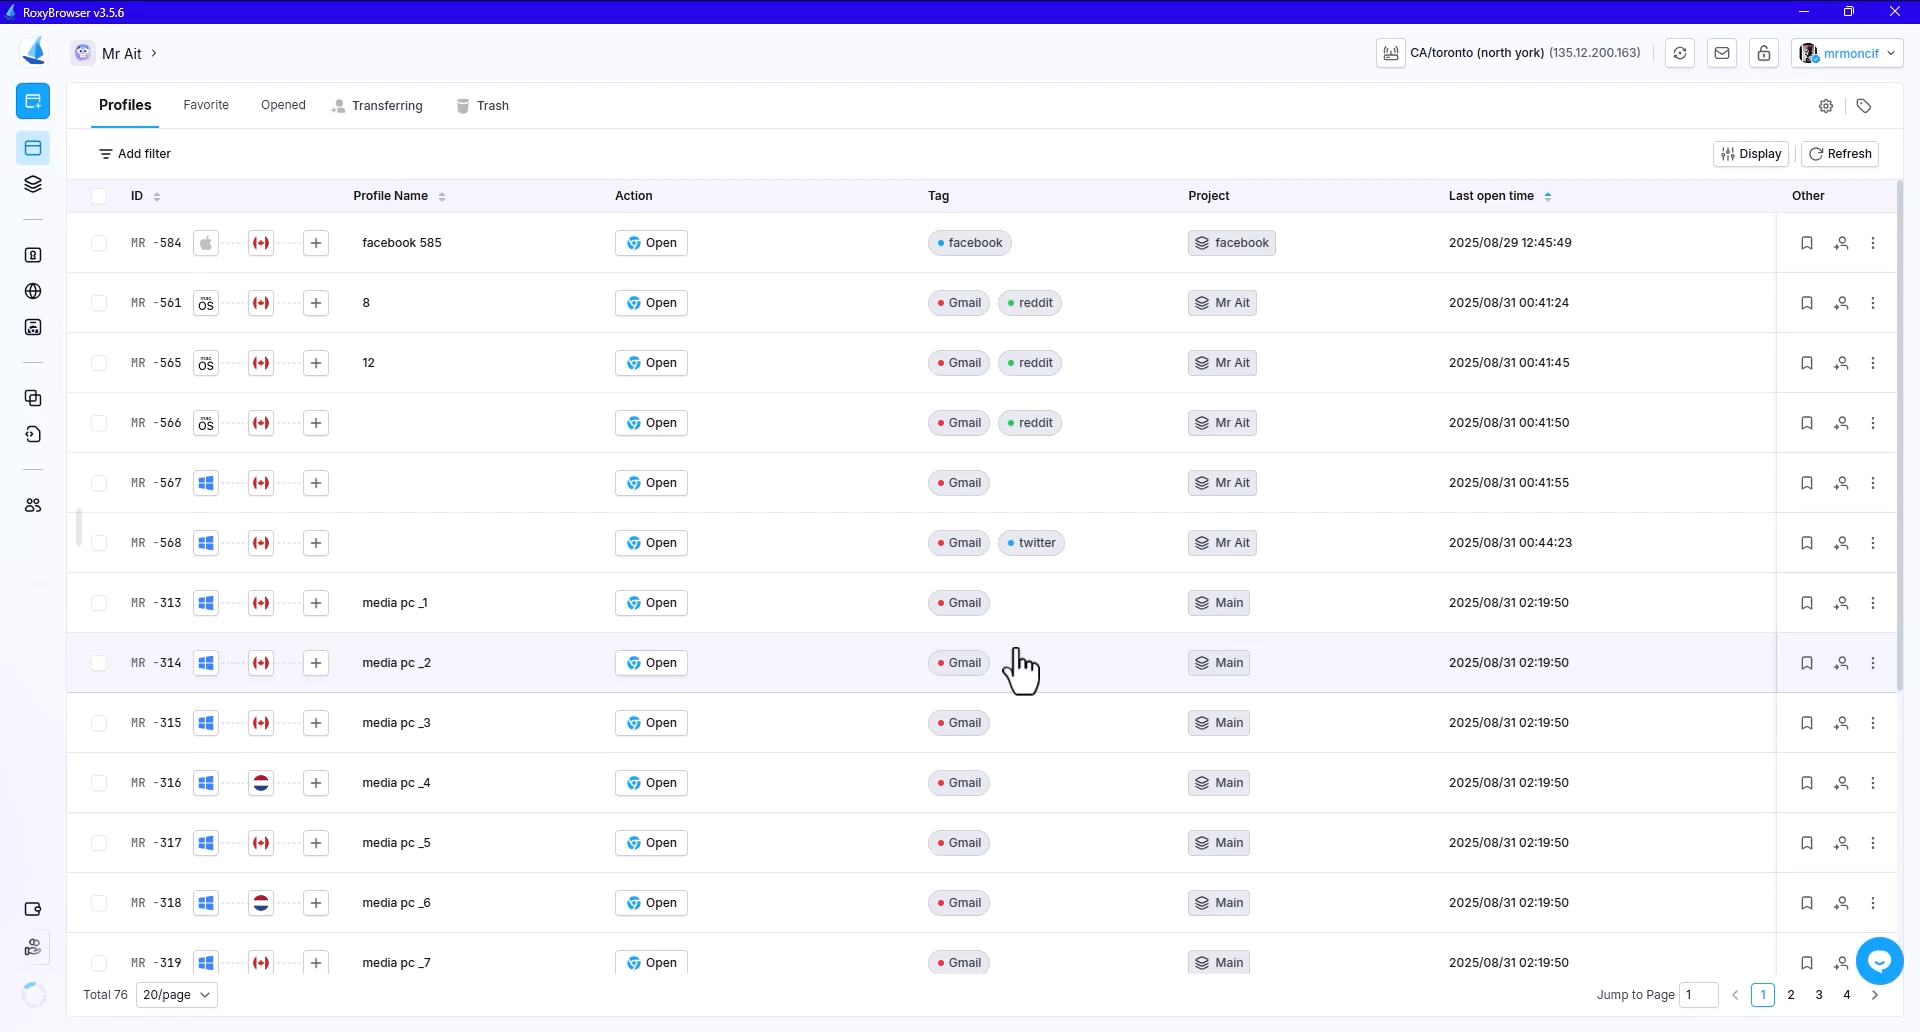 RoxyBrowser v3.5.6
Mr Ait
CA/toronto (north york) (135.12.200.163)
mrmoncif
Profiles Favorite Opened Transferring Trash
Add filter Display Refresh
ID Profile Name Action Tag Project Last open time Other
MR -584 facebook 585 Open facebook facebook 2025/08/29 12:45:49
MR -561 mac OS 8 Open Gmail reddit Mr Ait 2025/08/31 00:41:24
MR -565 mac OS 12 Open Gmail reddit Mr Ait 2025/08/31 00:41:45
MR -566 mac OS Open Gmail reddit Mr Ait 2025/08/31 00:41:50
MR -567 Open Gmail Mr Ait 2025/08/31 00:41:55
MR -568 Open Gmail twitter Mr Ait 2025/08/31 00:44:23
MR -313 media pc _1 Open Gmail Main 2025/08/31 02:19:50
MR -314 media pc _2 Open Gmail Main 2025/08/31 02:19:50
MR -315 media pc _3 Open Gmail Main 2025/08/31 02:19:50
MR -316 media pc _4 Open Gmail Main 2025/08/31 02:19:50
MR -317 media pc _5 Open Gmail Main 2025/08/31 02:19:50
MR -318 media pc _6 Open Gmail Main 2025/08/31 02:19:50
MR -319 media pc _7 Open Gmail Main 2025/08/31 02:19:50
Total 76 20/page Jump to Page 1 1 2 3 4